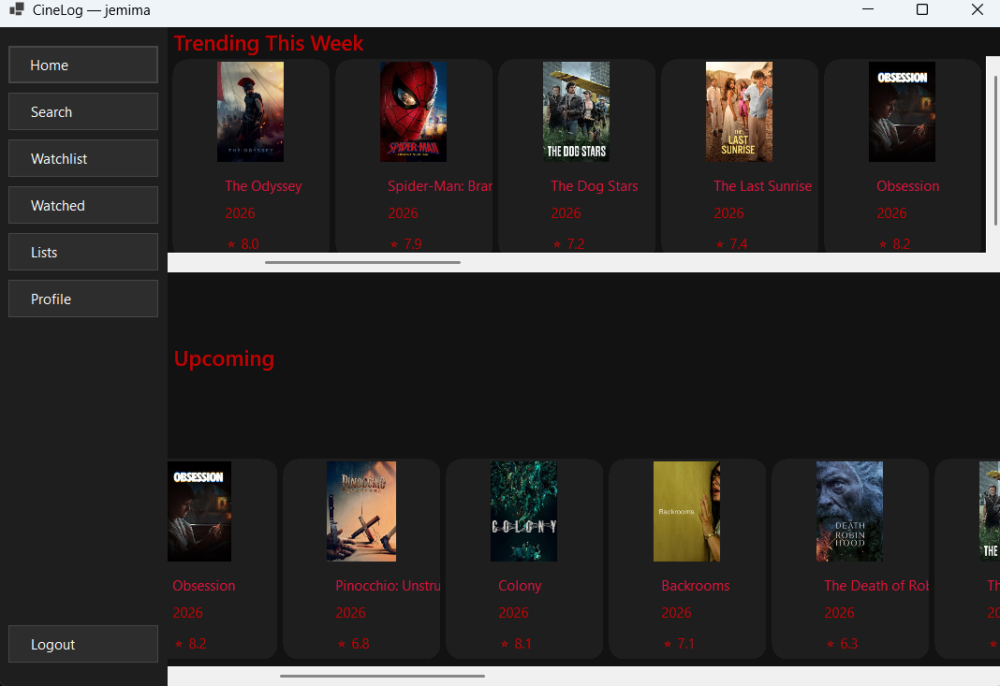 CineLog — jemima
Home
Search
Watchlist
Watched
Lists
Profile
Logout
Trending This Week
THE ODYSSEY
SPIDER-MAN
THE DOG STARS
THE LAST SUNRISE
OBSESSION
The Odyssey
Spider-Man: Bran
The Dog Stars
The Last Sunrise
Obsession
2026
2026
2026
2026
2026
★ 8.0
★ 7.9
★ 7.2
★ 7.4
★ 8.2
Upcoming
OBSESSION
PINOCCHIO
COLONY
Backrooms
DEATH
ROBIN
HOOD
THE
Obsession
Pinocchio: Unstru
Colony
Backrooms
The Death of Rob
Th
2026
2026
2026
2026
2026
20
★ 8.2
★ 6.8
★ 8.1
★ 7.1
★ 6.3
★